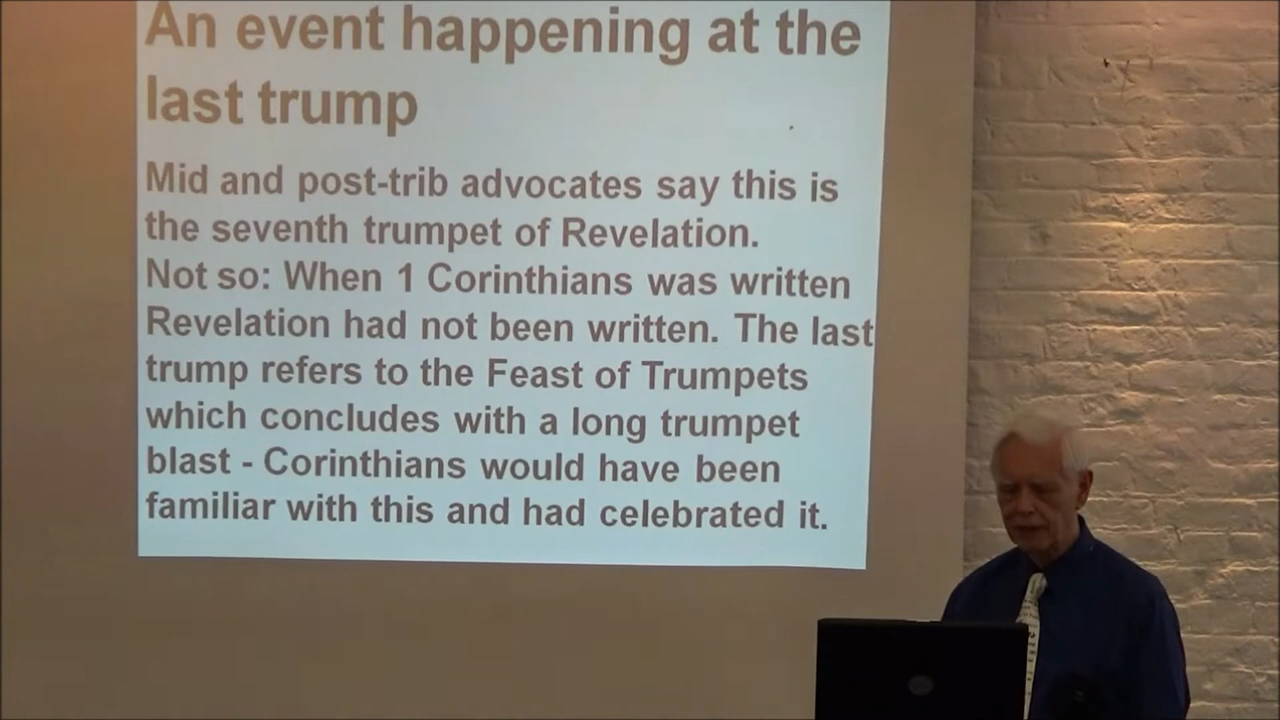 An event happening at the
last trump
Mid and post-trib advocates say this is
the seventh trumpet of Revelation.
Not so: When 1 Corinthians was written
Revelation had not been written. The last
trump refers to the Feast of Trumpets
which concludes with a long trumpet
blast - Corinthians would have been
familiar with this and had celebrated it.